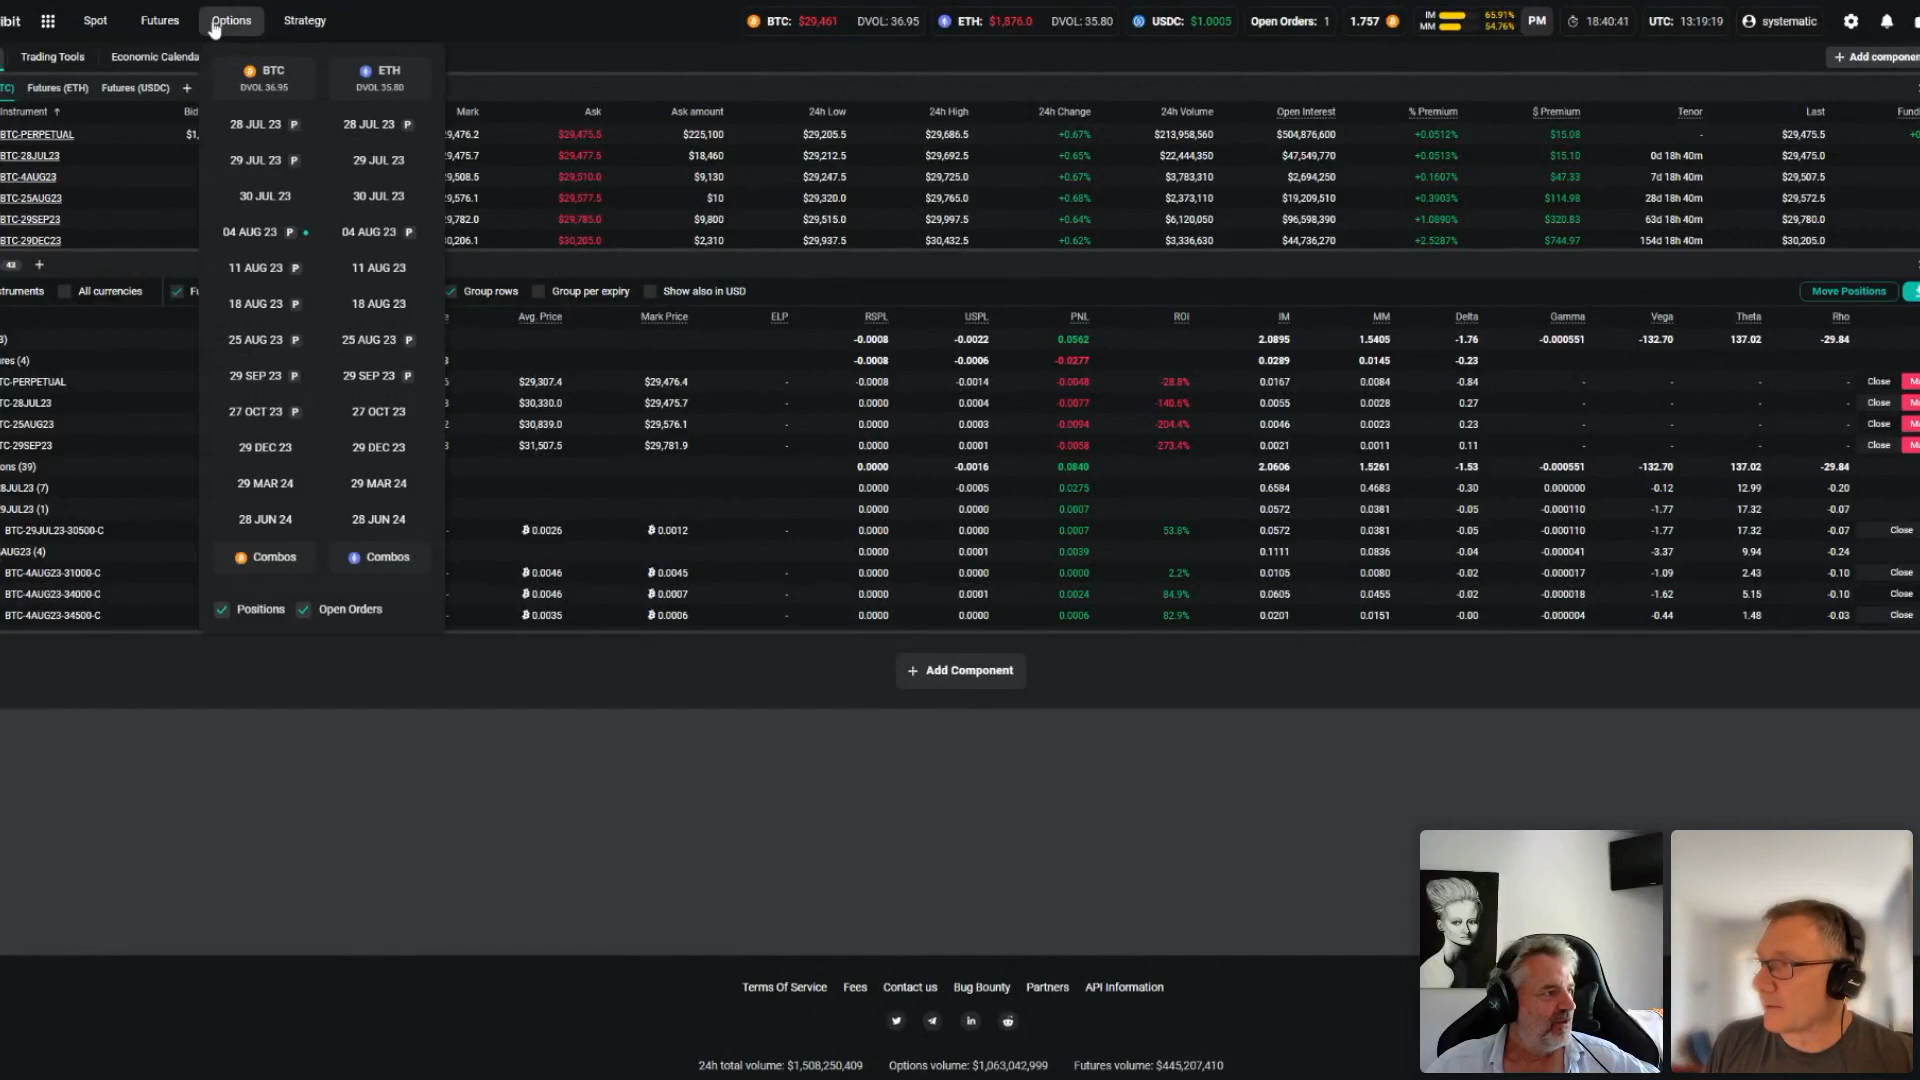 ibit Spot Futures Options Strategy BTC: $29,461 DVOL: 36.95 ETH: $1,876.0 DVOL: 35.80 USDC: $1.0005 Open Orders: 1 1.757 IM 65.91% MM 54.76% PM 18:40:41 UTC: 13:19:19 systematic
Trading Tools Economic Calenda + Add componen
TC) Futures (ETH) Futures (USDC) +
Instrument ↑ Bid Mark Ask Ask amount 24h Low 24h High 24h Change 24h Volume Open Interest % Premium $ Premium Tenor Last Fund
BTC-PERPETUAL $1, 9,476.2 $29,475.5 $225,100 $29,205.5 $29,686.5 +0.67% $213,958,560 $504,876,600 +0.0512% $15.08 - $29,475.5 +0
BTC-28JUL23 9,475.7 $29,477.5 $18,460 $29,212.5 $29,692.5 +0.65% $22,444,350 $47,549,770 +0.0513% $15.10 0d 18h 40m $29,475.0
BTC-4AUG23 9,508.5 $29,510.0 $9,130 $29,247.5 $29,725.0 +0.67% $3,783,310 $2,694,250 +0.1607% $47.33 7d 18h 40m $29,507.5
BTC-25AUG23 9,576.1 $29,577.5 $10 $29,320.0 $29,765.0 +0.68% $2,373,110 $19,209,510 +0.3903% $114.98 28d 18h 40m $29,572.5
BTC-29SEP23 9,782.0 $29,785.0 $9,800 $29,515.0 $29,997.5 +0.64% $6,120,050 $96,598,390 +1.0890% $320.83 63d 18h 40m $29,780.0
BTC-29DEC23 0,206.1 $30,205.0 $2,310 $29,937.5 $30,432.5 +0.62% $3,336,630 $44,736,270 +2.5287% $744.97 154d 18h 40m $30,205.0
BTC ETH
DVOL 36.95 DVOL 35.80
28 JUL 23 P 28 JUL 23 P
29 JUL 23 P 29 JUL 23
30 JUL 23 30 JUL 23
04 AUG 23 P 04 AUG 23 P
11 AUG 23 P 11 AUG 23
18 AUG 23 P 18 AUG 23
25 AUG 23 P 25 AUG 23 P
29 SEP 23 P 29 SEP 23 P
27 OCT 23 P 27 OCT 23
29 DEC 23 29 DEC 23
29 MAR 24 29 MAR 24
28 JUN 24 28 JUN 24
Combos Combos
Positions Open Orders
43 +
struments All currencies Fu Group rows Group per expiry Show also in USD Move Positions
e Avg. Price Mark Price ELP RSPL USPL PNL ROI IM MM Delta Gamma Vega Theta Rho
3) -0.0008 -0.0022 0.0562 2.0895 1.5405 -1.76 -0.000551 -132.70 137.02 -29.84
res (4) 3 -0.0008 -0.0006 -0.0277 0.0289 0.0145 -0.23
TC-PERPETUAL 6 $29,307.4 $29,476.4 - -0.0008 -0.0014 -0.0048 -28.8% 0.0167 0.0084 -0.84 - - - - Close Ma
TC-28JUL23 3 $30,330.0 $29,475.7 - 0.0000 0.0004 -0.0077 -140.6% 0.0055 0.0028 0.27 - - - - Close Ma
TC-25AUG23 2 $30,839.0 $29,576.1 - 0.0000 0.0003 -0.0094 -204.4% 0.0046 0.0023 0.23 - - - - Close Ma
TC-29SEP23 3 $31,507.5 $29,781.9 - 0.0000 0.0001 -0.0058 -273.4% 0.0021 0.0011 0.11 - - - - Close Ma
ons (39) 0.0000 -0.0016 0.0840 2.0606 1.5261 -1.53 -0.000551 -132.70 137.02 -29.84
8JUL23 (7) 0.0000 -0.0005 0.0275 0.6584 0.4683 -0.30 0.000000 -0.12 12.99 -0.20
9JUL23 (1) 0.0000 0.0000 0.0007 0.0572 0.0381 -0.05 -0.000110 -1.77 17.32 -0.07
BTC-29JUL23-30500-C - ₿ 0.0026 ₿ 0.0012 - 0.0000 0.0000 0.0007 53.8% 0.0572 0.0381 -0.05 -0.000110 -1.77 17.32 -0.07 Close
AUG23 (4) 0.0000 0.0001 0.0039 0.1111 0.0836 -0.04 -0.000041 -3.37 9.94 -0.24
BTC-4AUG23-31000-C - ₿ 0.0046 ₿ 0.0045 - 0.0000 0.0000 0.0000 2.2% 0.0105 0.0080 -0.02 -0.000017 -1.09 2.43 -0.10 Close
BTC-4AUG23-34000-C - ₿ 0.0046 ₿ 0.0007 - 0.0000 0.0001 0.0024 84.9% 0.0605 0.0455 -0.02 -0.000018 -1.62 5.15 -0.10 Close
BTC-4AUG23-34500-C - ₿ 0.0035 ₿ 0.0006 - 0.0000 0.0000 0.0006 82.9% 0.0201 0.0151 -0.00 -0.000004 -0.44 1.48 -0.03 Close
+ Add Component
Terms Of Service Fees Contact us Bug Bounty Partners API Information
24h total volume: $1,508,250,409 Options volume: $1,063,042,999 Futures volume: $445,207,410